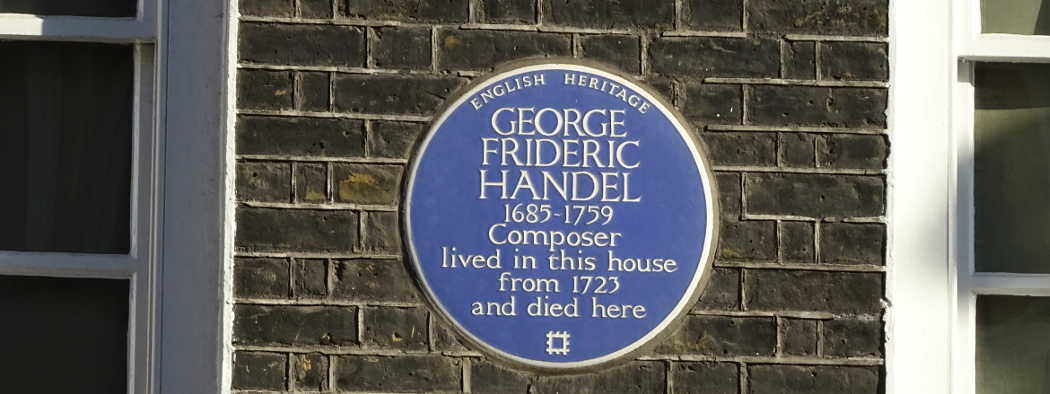 ENGLISH HERITAGE
GEORGE
FRIDERIC
HANDEL
1685-1759
Composer
lived in this house
from 1723
and died here